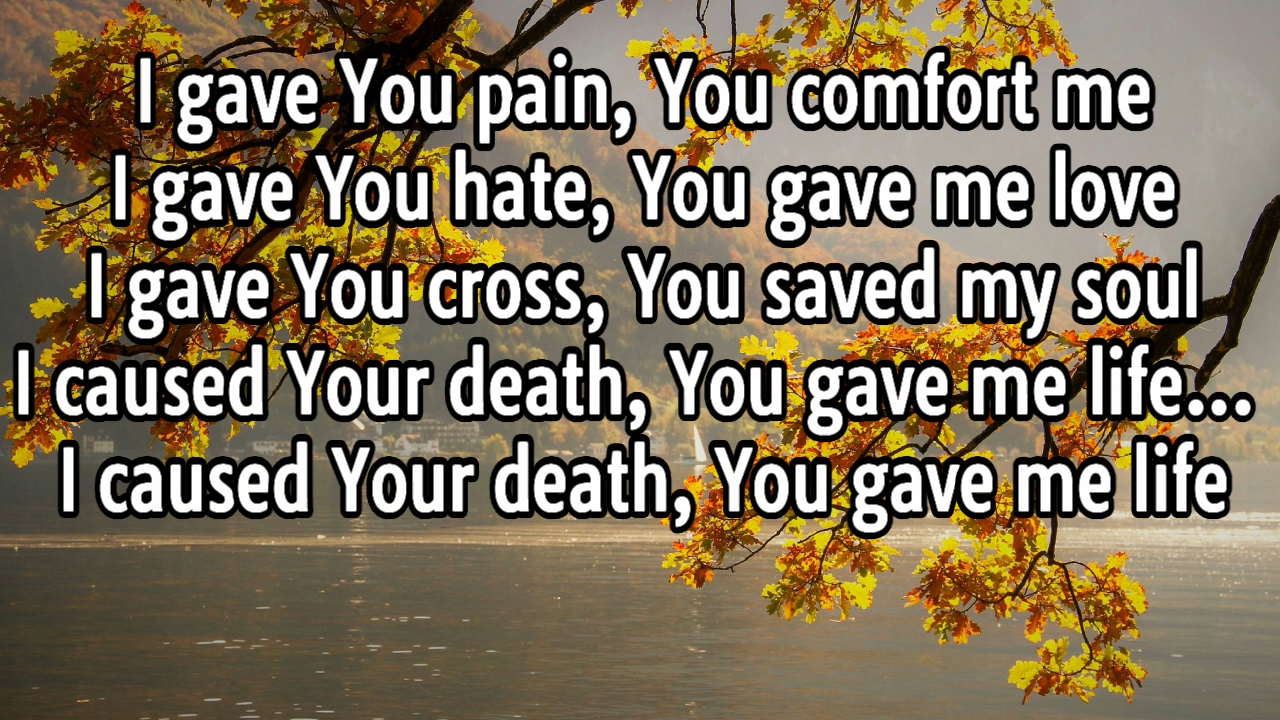 I gave You pain, You comfort me
I gave You hate, You gave me love
I gave You cross, You saved my soul
I caused Your death, You gave me life...
I caused Your death, You gave me life